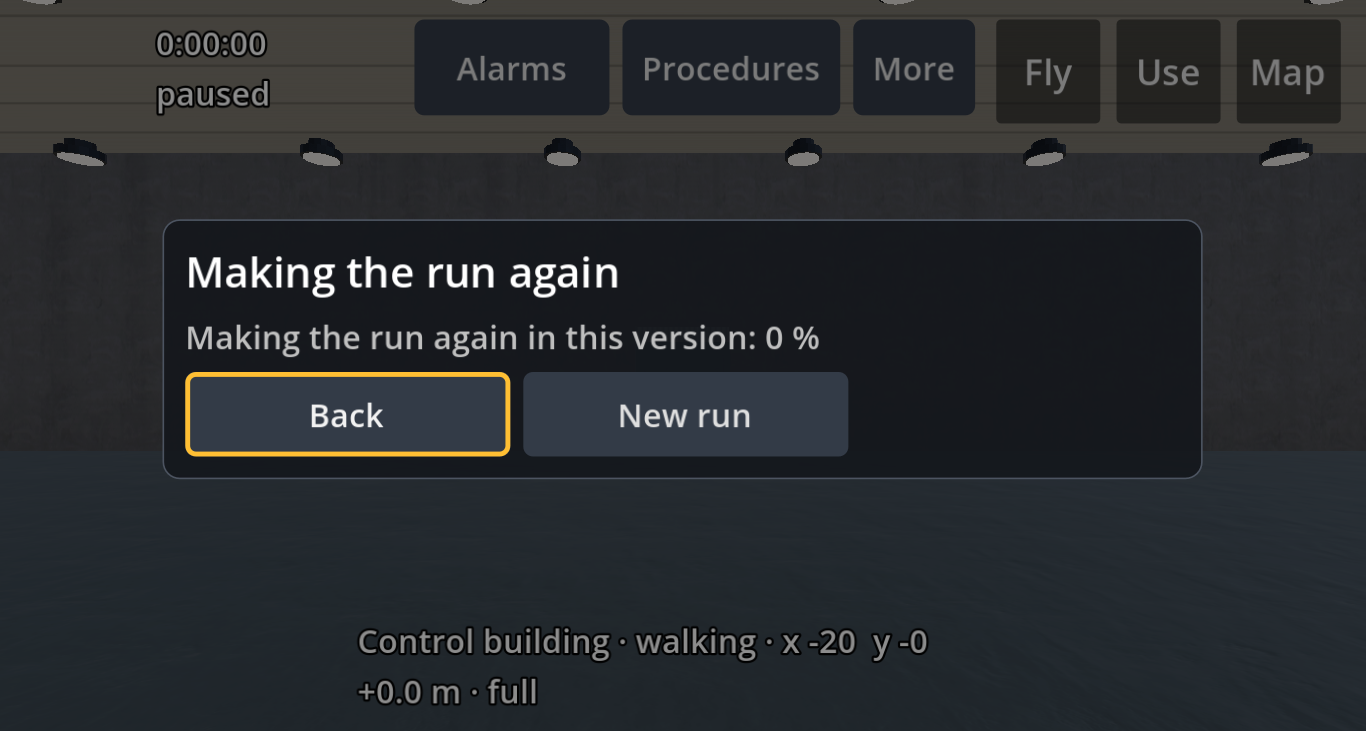 0:00:00
paused
Alarms
Procedures
More
Fly
Use
Map
Making the run again
Making the run again in this version: 0 %
Back
New run
Control building · walking · x -20  y -0
+0.0 m · full